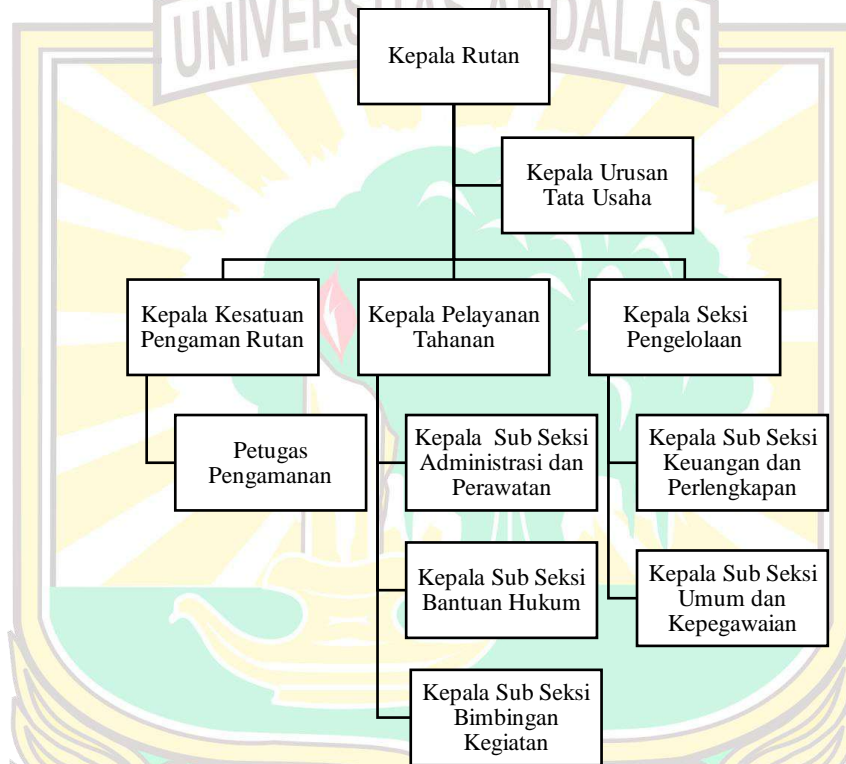 UNIVERSITAS ANDALAS
Kepala Rutan
Kepala Urusan
Tata Usaha
Kepala Kesatuan
Pengaman Rutan
Kepala Pelayanan
Tahanan
Kepala Seksi
Pengelolaan
Petugas
Pengamanan
Kepala Sub Seksi
Administrasi dan
Perawatan
Kepala Sub Seksi
Keuangan dan
Perlengkapan
Kepala Sub Seksi
Bantuan Hukum
Kepala Sub Seksi
Umum dan
Kepegawaian
Kepala Sub Seksi
Bimbingan
Kegiatan